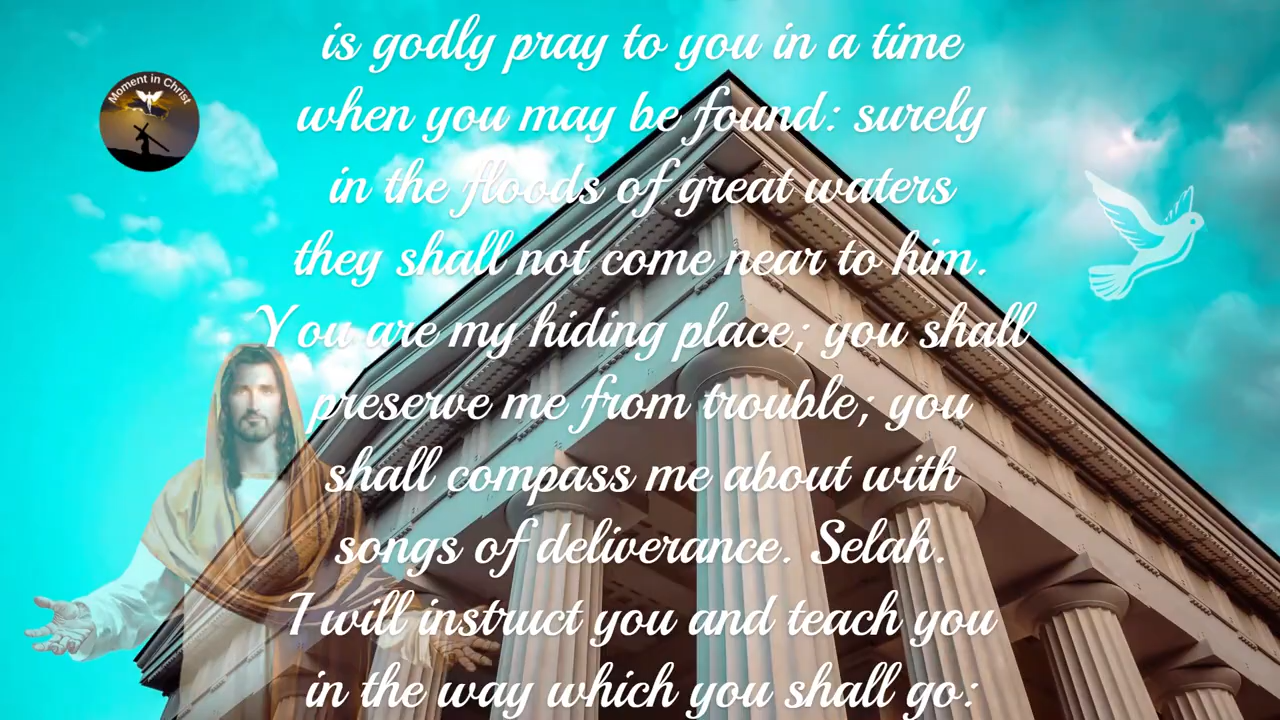 Moment in Christ
is godly pray to you in a time
when you may be found: surely
in the floods of great waters
they shall not come near to him.
You are my hiding place; you shall
preserve me from trouble; you
shall compass me about with
songs of deliverance. Selah.
I will instruct you and teach you
in the way which you shall go: